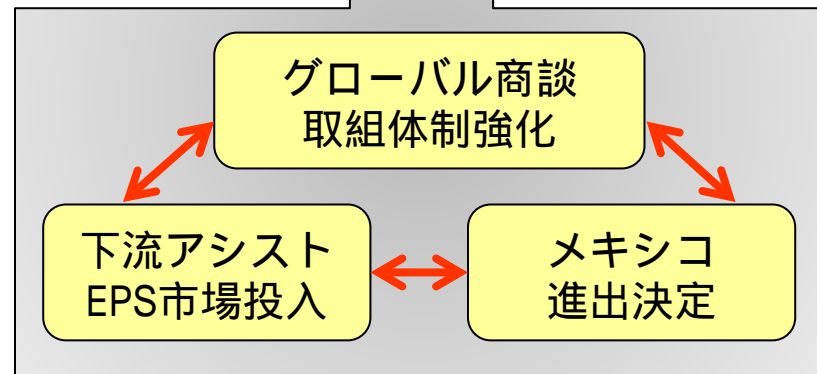 グローバル商談
取組体制強化
下流アシスト
EPS市場投入
メキシコ
進出決定